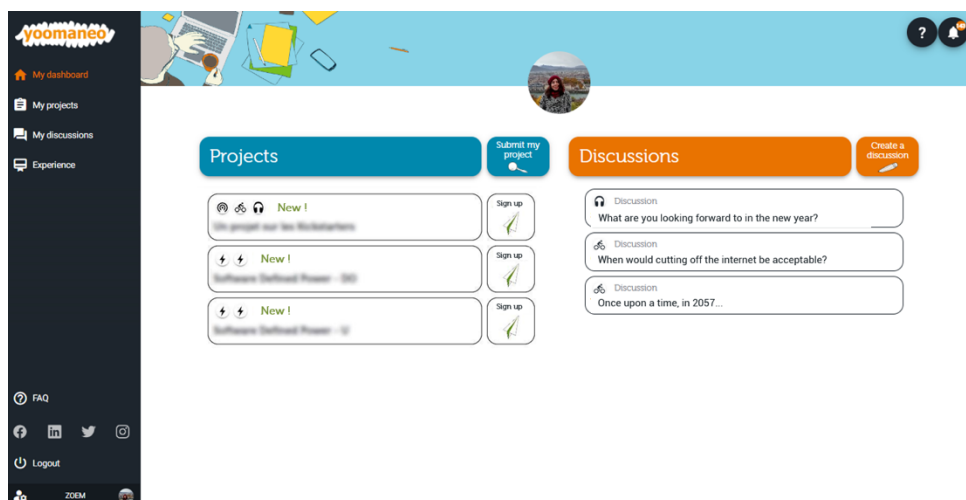 yoomaneo
My dashboard
My projects
My discussions
Experience
FAQ
Logout
ZOEM
?
Projects
Submit my
project
New !
Sign up
New !
Sign up
New !
Sign up
Discussions
Create a
discussion
Discussion
What are you looking forward to in the new year?
Discussion
When would cutting off the internet be acceptable?
Discussion
Once upon a time, in 2057...